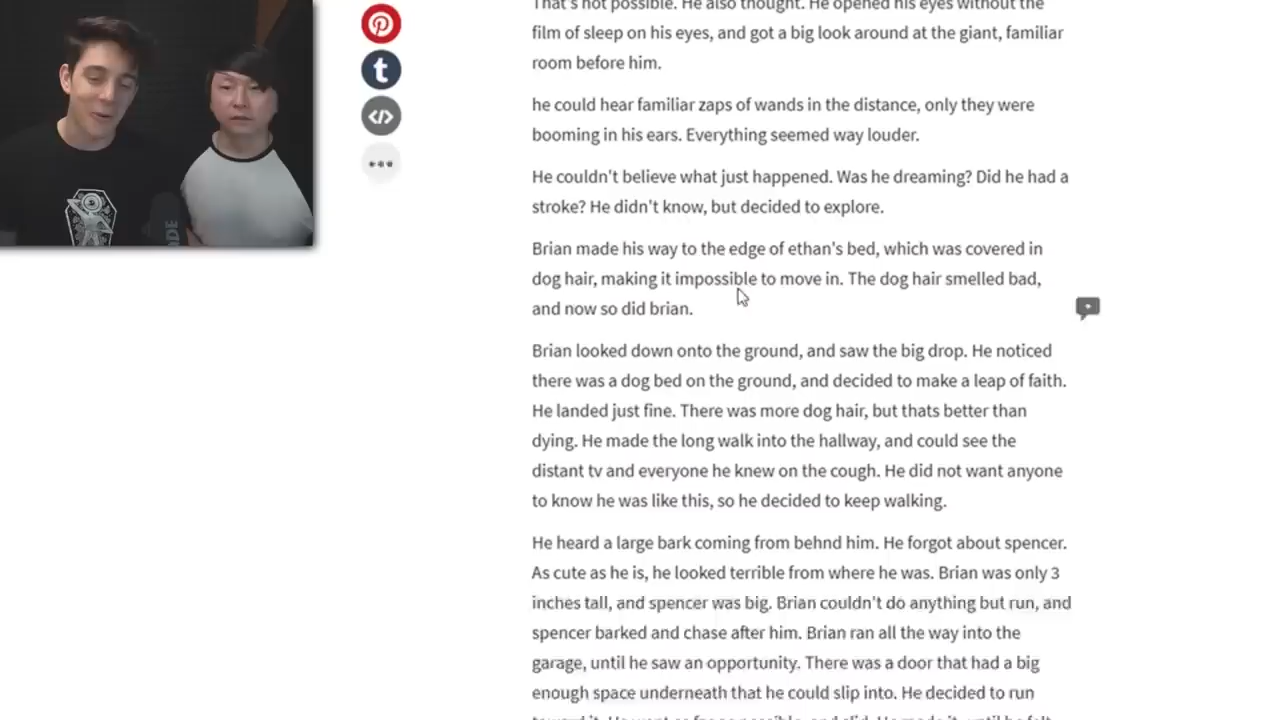 That's not possible. He also thought. He opened his eyes without the
film of sleep on his eyes, and got a big look around at the giant, familiar
room before him.
he could hear familiar zaps of wands in the distance, only they were
booming in his ears. Everything seemed way louder.
He couldn't believe what just happened. Was he dreaming? Did he had a
stroke? He didn't know, but decided to explore.
Brian made his way to the edge of ethan's bed, which was covered in
dog hair, making it impossible to move in. The dog hair smelled bad,
and now so did brian.
Brian looked down onto the ground, and saw the big drop. He noticed
there was a dog bed on the ground, and decided to make a leap of faith.
He landed just fine. There was more dog hair, but thats better than
dying. He made the long walk into the hallway, and could see the
distant tv and everyone he knew on the cough. He did not want anyone
to know he was like this, so he decided to keep walking.
He heard a large bark coming from behnd him. He forgot about spencer.
As cute as he is, he looked terrible from where he was. Brian was only 3
inches tall, and spencer was big. Brian couldn't do anything but run, and
spencer barked and chase after him. Brian ran all the way into the
garage, until he saw an opportunity. There was a door that had a big
enough space underneath that he could slip into. He decided to run